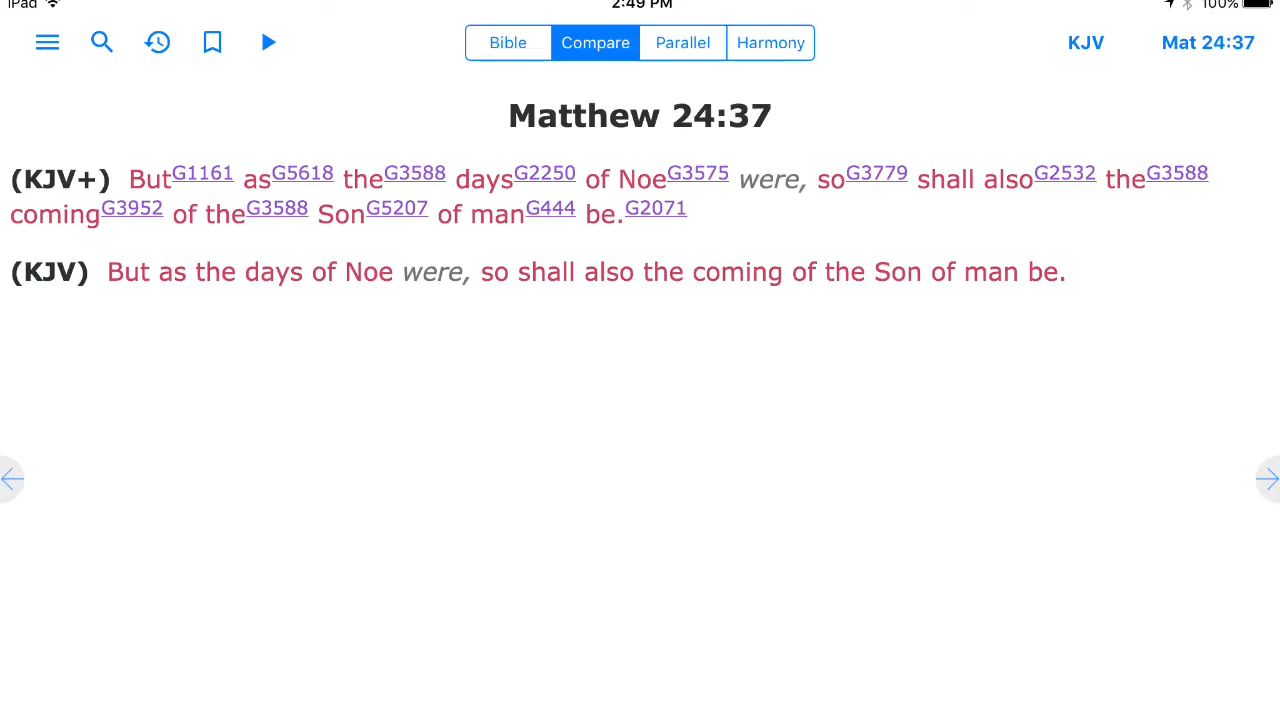 iPad 2:49 PM 100%
Bible Compare Parallel Harmony KJV Mat 24:37
Matthew 24:37
(KJV+) ButG1161 asG5618 theG3588 daysG2250 of NoeG3575 were, soG3779 shall alsoG2532 theG3588
comingG3952 of theG3588 SonG5207 of manG444 be.G2071
(KJV) But as the days of Noe were, so shall also the coming of the Son of man be.